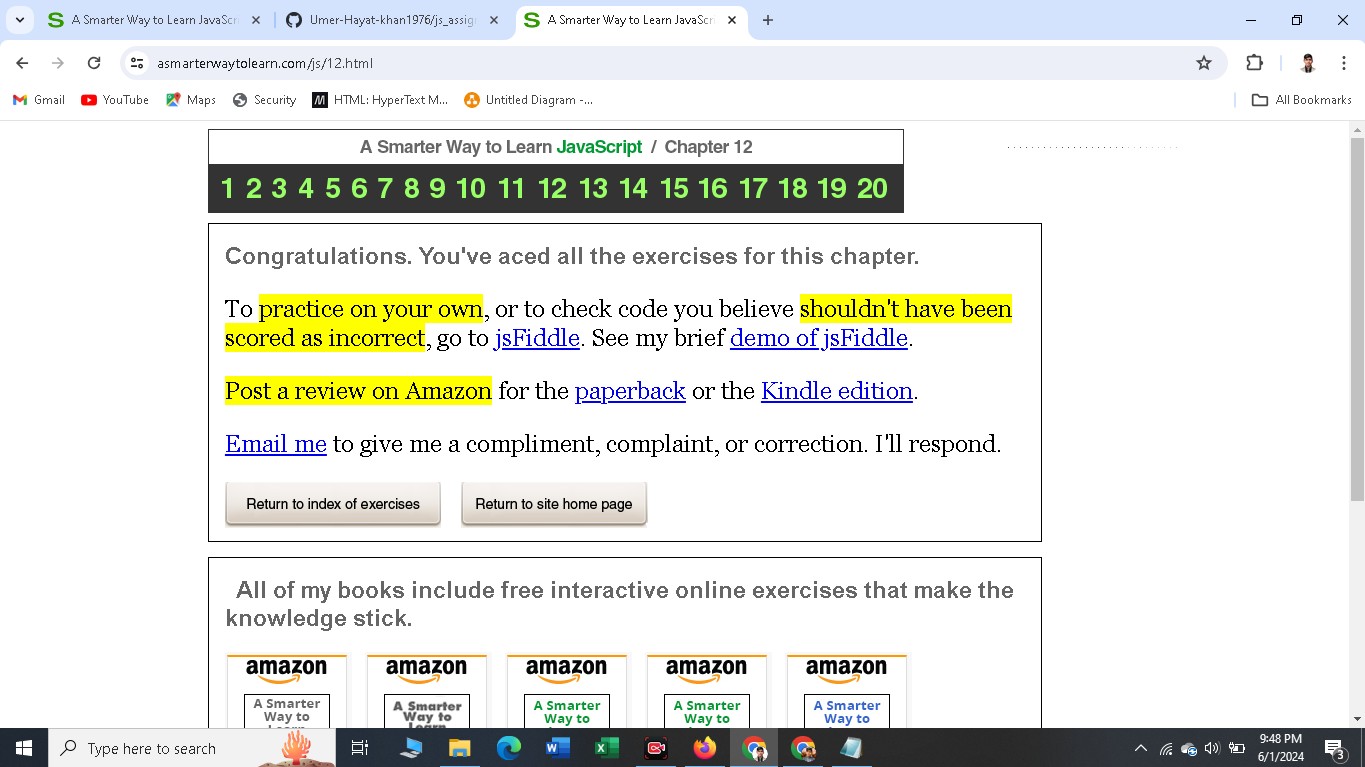 A Smarter Way to Learn JavaScri
Umer-Hayat-khan1976/js_assign
A Smarter Way to Learn JavaScri
asmarterwaytolearn.com/js/12.html
Gmail
YouTube
Maps
Security
M
HTML: HyperText M...
Untitled Diagram -...
All Bookmarks
A Smarter Way to Learn JavaScript / Chapter 12
1 2 3 4 5 6 7 8 9 10 11 12 13 14 15 16 17 18 19 20
Congratulations. You've aced all the exercises for this chapter.
To practice on your own, or to check code you believe shouldn't have been
scored as incorrect, go to jsFiddle. See my brief demo of jsFiddle.
Post a review on Amazon for the paperback or the Kindle edition.
Email me to give me a compliment, complaint, or correction. I'll respond.
Return to index of exercises
Return to site home page
All of my books include free interactive online exercises that make the
knowledge stick.
amazon
amazon
amazon
amazon
amazon
A Smarter
Way to
Learn
A Smarter
Way to
Learn
A Smarter
Way to
A Smarter
Way to
A Smarter
Way to
Type here to search
9:48 PM
6/1/2024
3